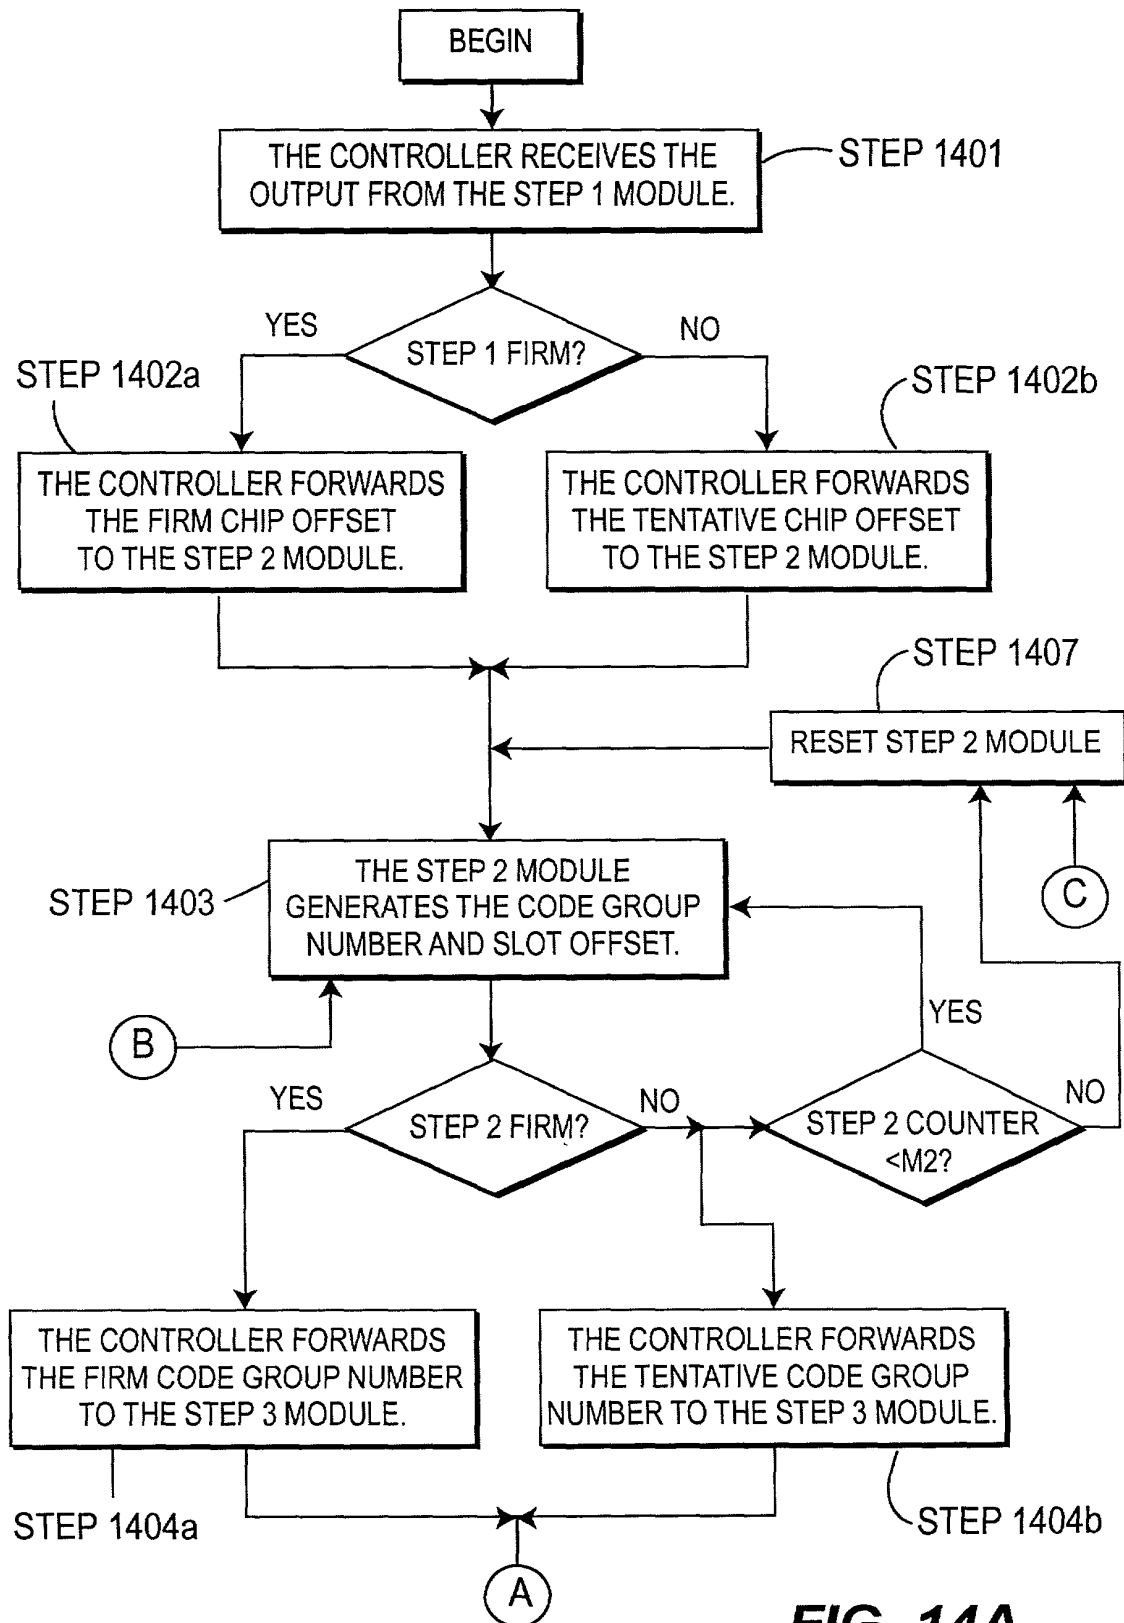 BEGIN
THE CONTROLLER RECEIVES THE
OUTPUT FROM THE STEP 1 MODULE.
STEP 1401
YES
STEP 1 FIRM?
NO
STEP 1402a
STEP 1402b
THE CONTROLLER FORWARDS
THE FIRM CHIP OFFSET
TO THE STEP 2 MODULE.
THE CONTROLLER FORWARDS
THE TENTATIVE CHIP OFFSET
TO THE STEP 2 MODULE.
STEP 1407
RESET STEP 2 MODULE
C
STEP 1403
THE STEP 2 MODULE
GENERATES THE CODE GROUP
NUMBER AND SLOT OFFSET.
B
YES
STEP 2 FIRM?
NO
YES
STEP 2 COUNTER
<M2?
NO
THE CONTROLLER FORWARDS
THE FIRM CODE GROUP NUMBER
TO THE STEP 3 MODULE.
THE CONTROLLER FORWARDS
THE TENTATIVE CODE GROUP
NUMBER TO THE STEP 3 MODULE.
STEP 1404a
STEP 1404b
A
FIG. 14A